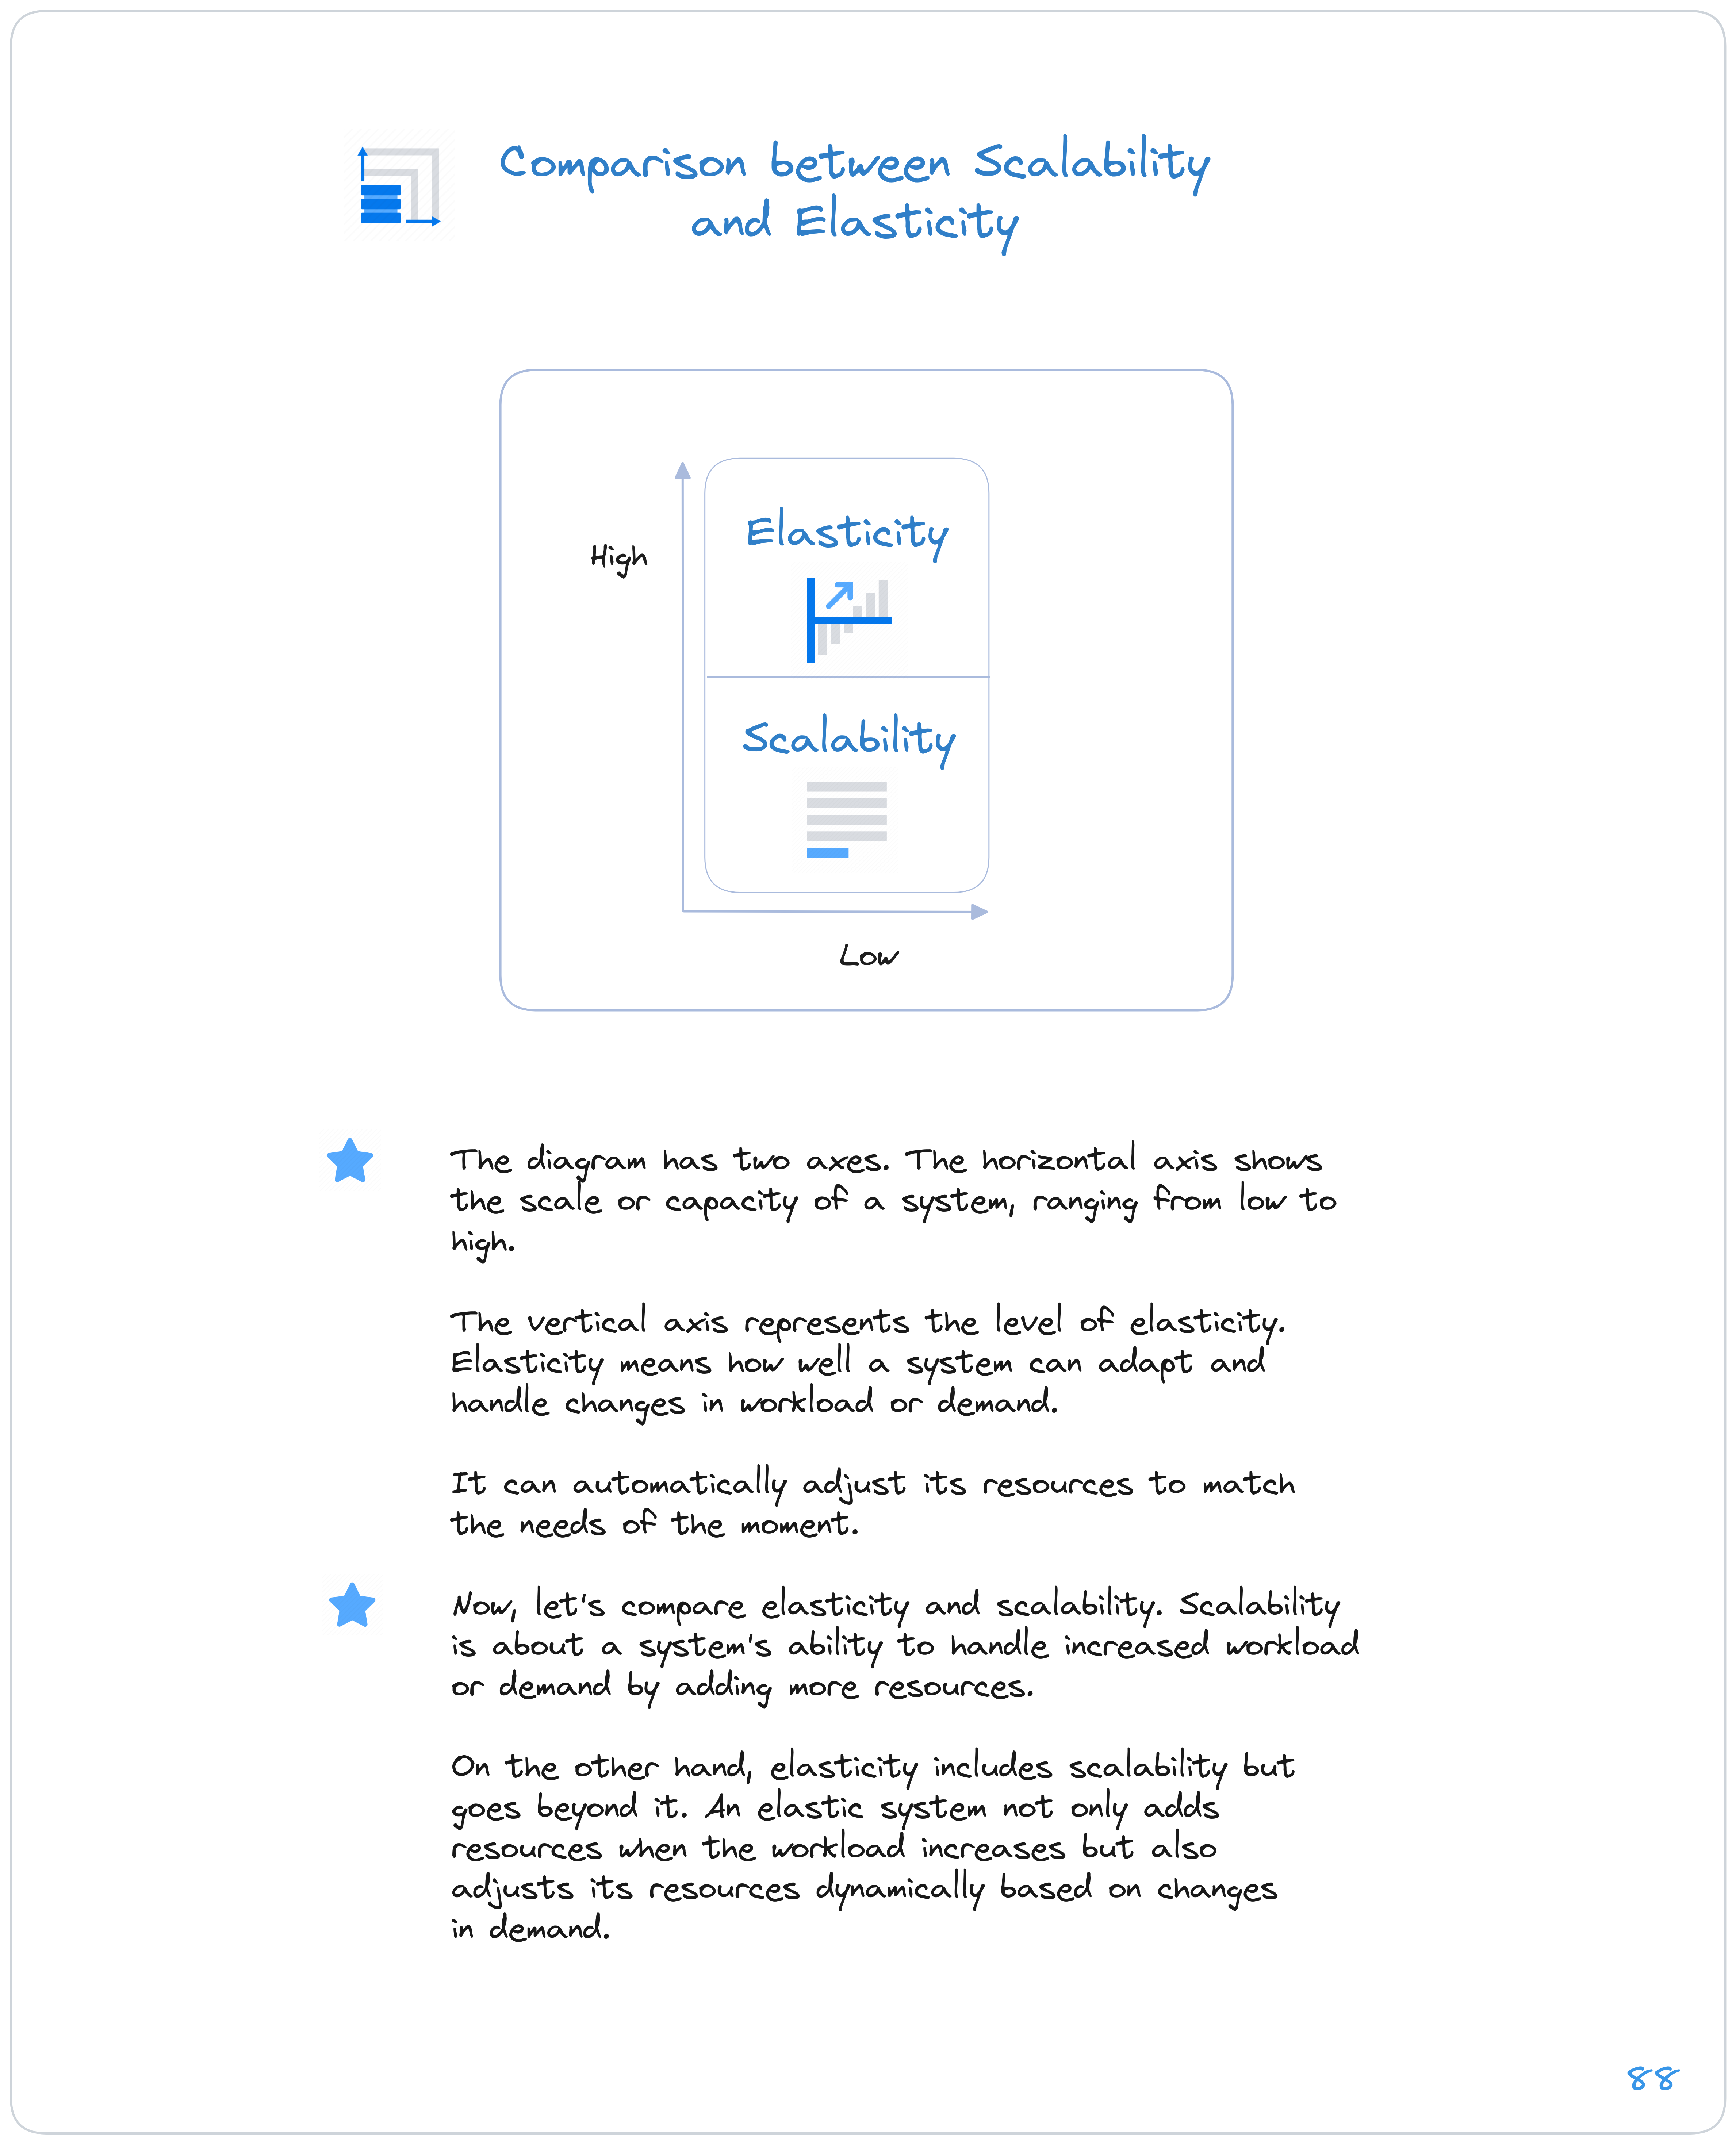 Comparison between Scalability
and Elasticity
Elasticity
High
Scalability
Low
The diagram has two axes. The horizontal axis shows
the scale or capacity of a system, ranging from low to
high.
The vertical axis represents the level of elasticity.
Elasticity means how well a system can adapt and
handle changes in workload or demand.
It can automatically adjust its resources to match
the needs of the moment.
Now, let's compare elasticity and scalability. Scalability
is about a system's ability to handle increased workload
or demand by adding more resources.
On the other hand, elasticity includes scalability but
goes beyond it. An elastic system not only adds
resources when the workload increases but also
adjusts its resources dynamically based on changes
in demand.
88